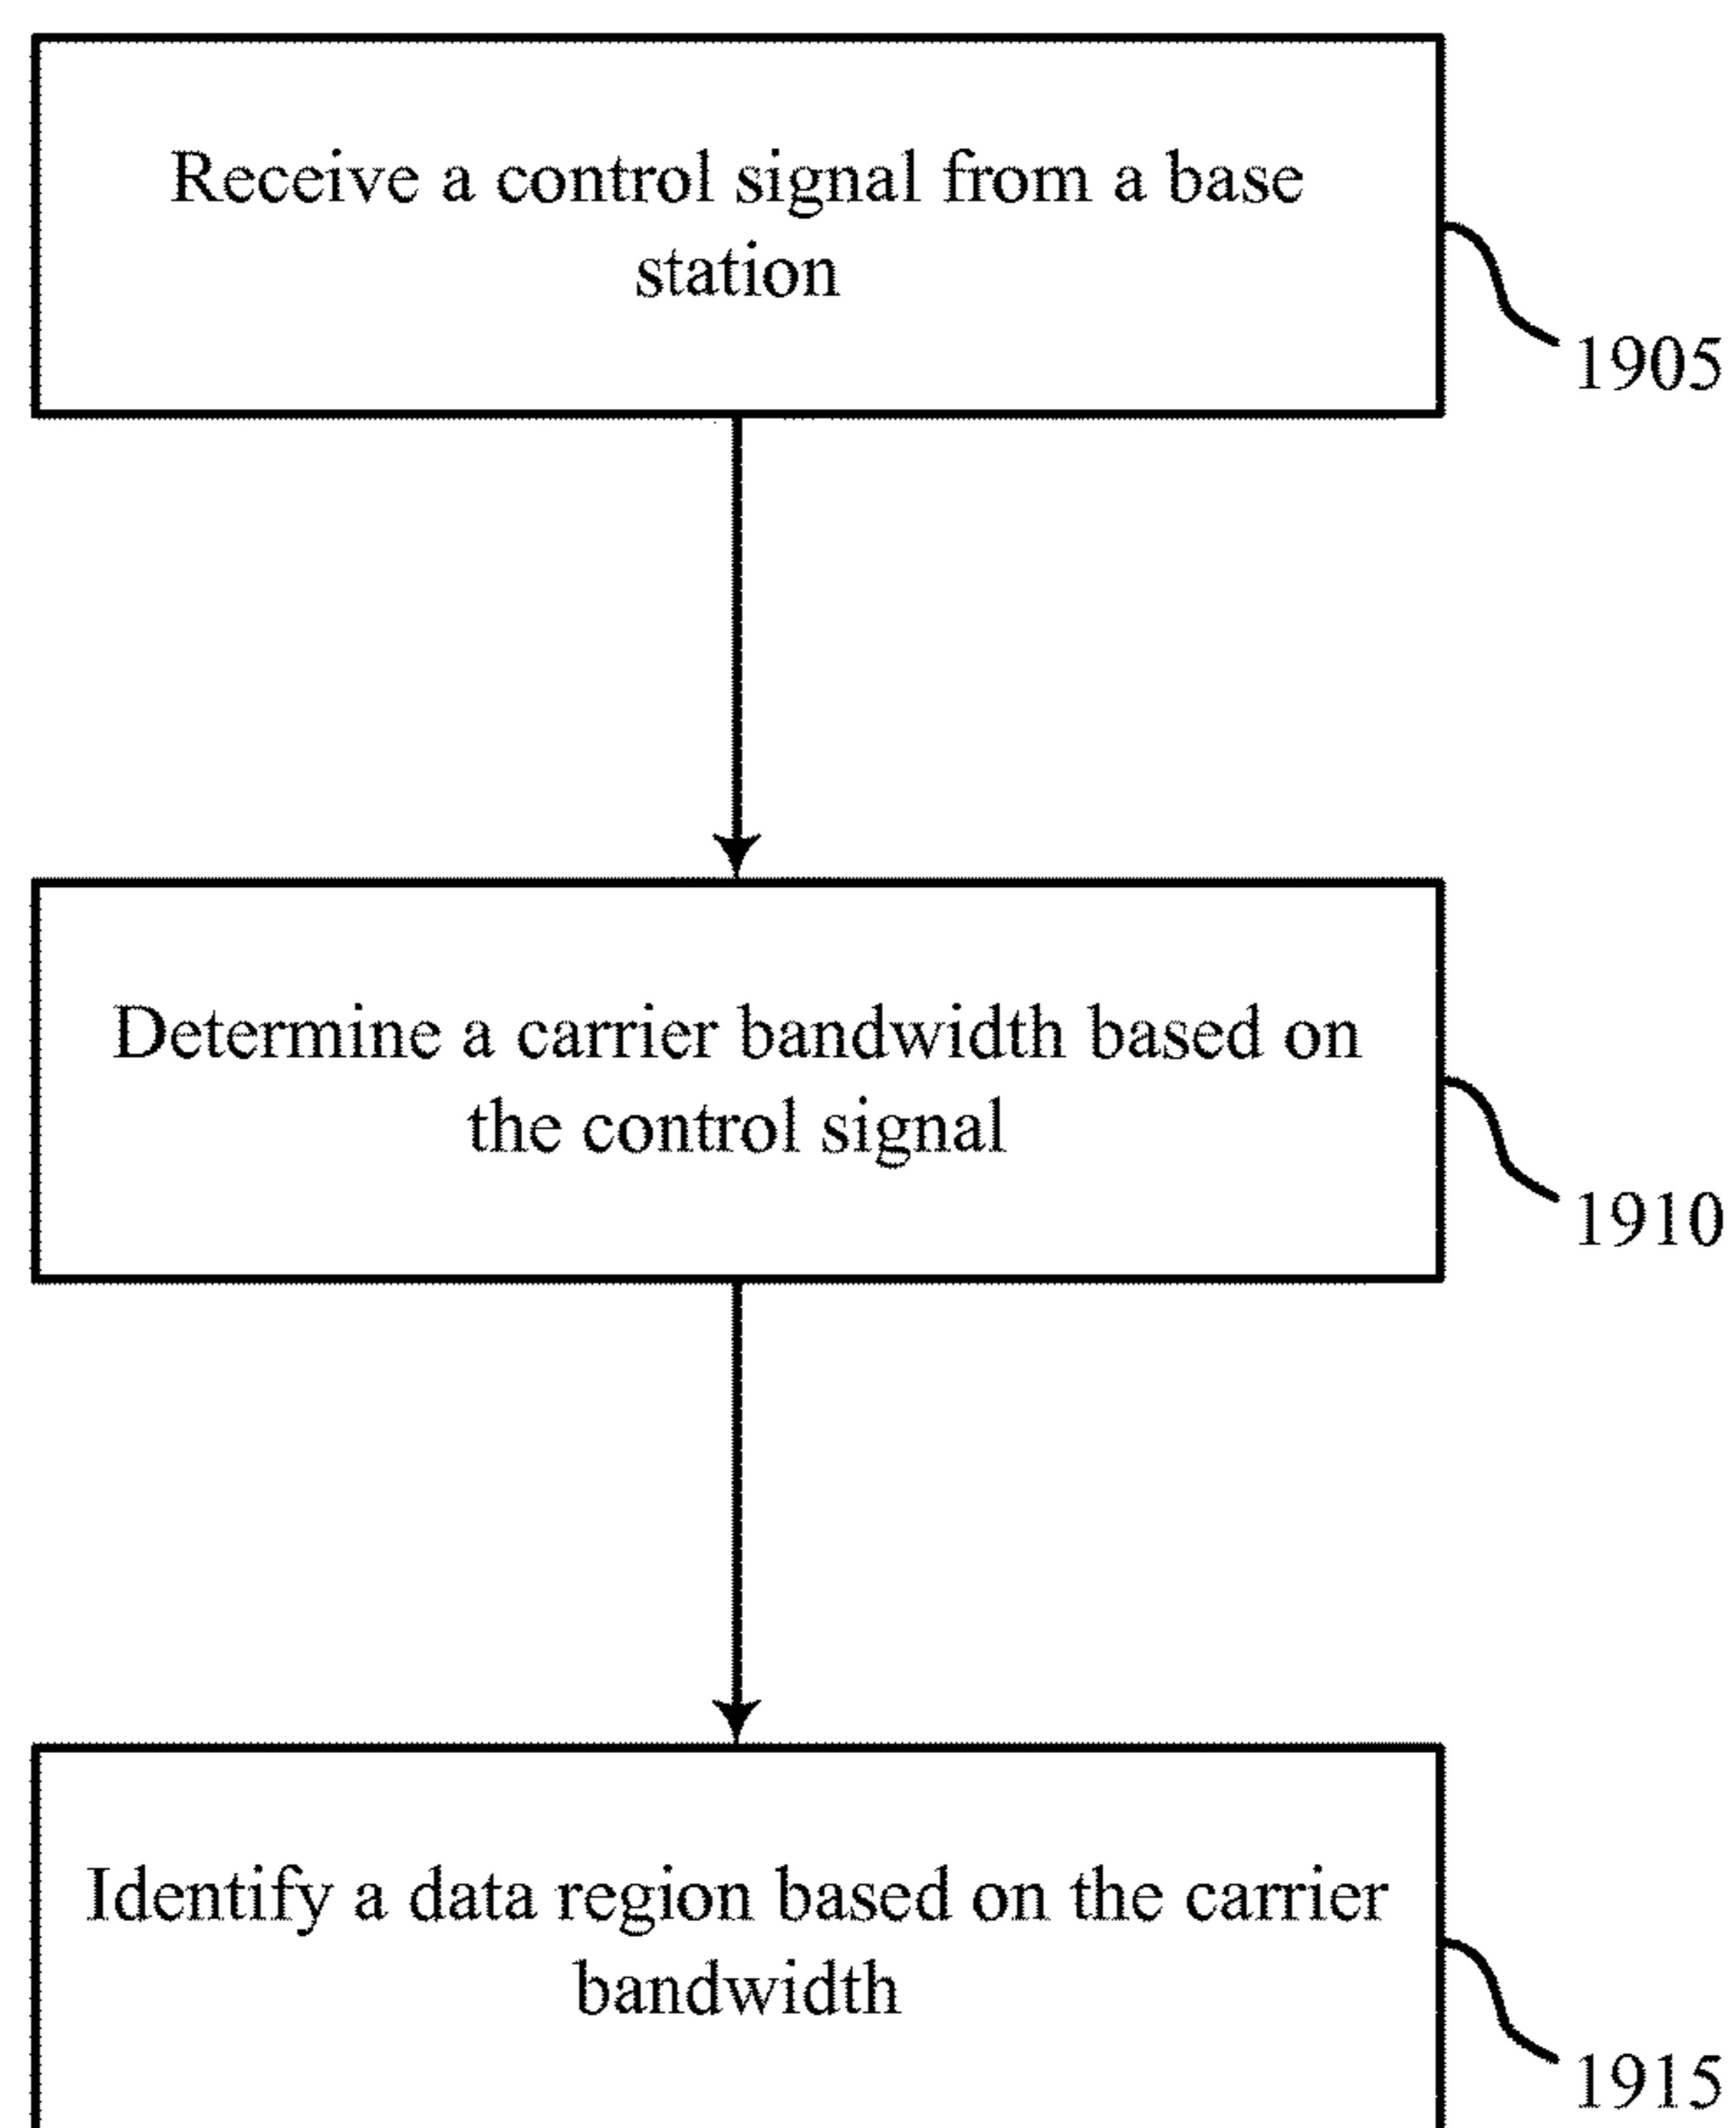 Receive a control signal from a base
station
1905
Determine a carrier bandwidth based on
the control signal
1910
Identify a data region based on the carrier
bandwidth
1915